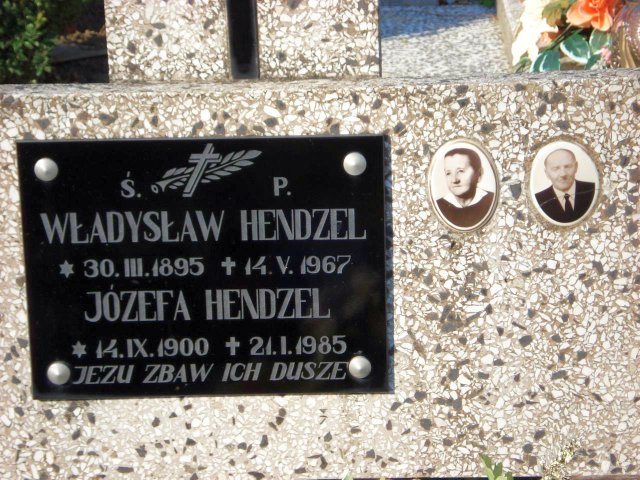 Ś. P.
WŁADYSŁAW HENDZEL
* 30.III.1895 ✝ 14.V.1967
JÓZEFA HENDZEL
* 14.IX.1900 ✝ 21.I.1985
JEZU ZBAW ICH DUSZE